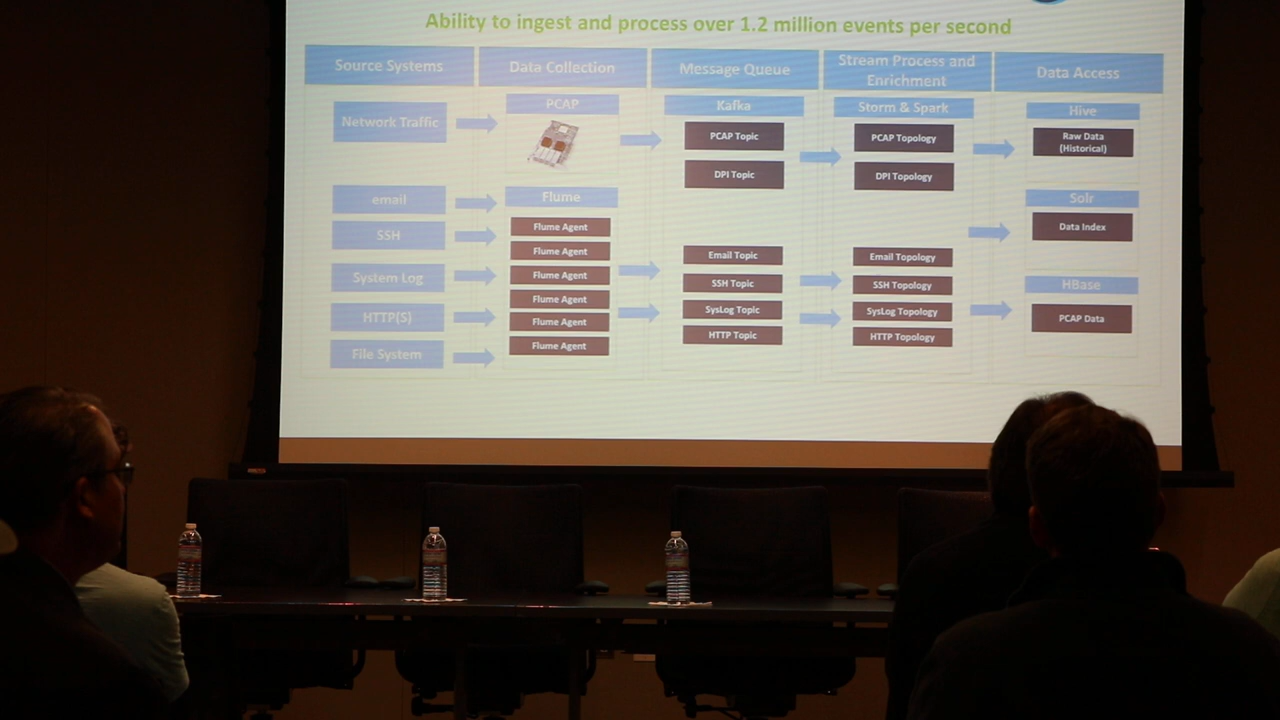 Ability to ingest and process over 1.2 million events per second
Source Systems
Network Traffic
email
SSH
System Log
HTTP(S)
File System
Data Collection
PCAP
Flume
Flume Agent
Flume Agent
Flume Agent
Flume Agent
Flume Agent
Flume Agent
Message Queue
Kafka
PCAP Topic
DPI Topic
Email Topic
SSH Topic
SysLog Topic
HTTP Topic
Stream Process and
Enrichment
Storm & Spark
PCAP Topology
DPI Topology
Email Topology
SSH Topology
SysLog Topology
HTTP Topology
Data Access
Hive
Raw Data
(Historical)
Solr
Data Index
HBase
PCAP Data